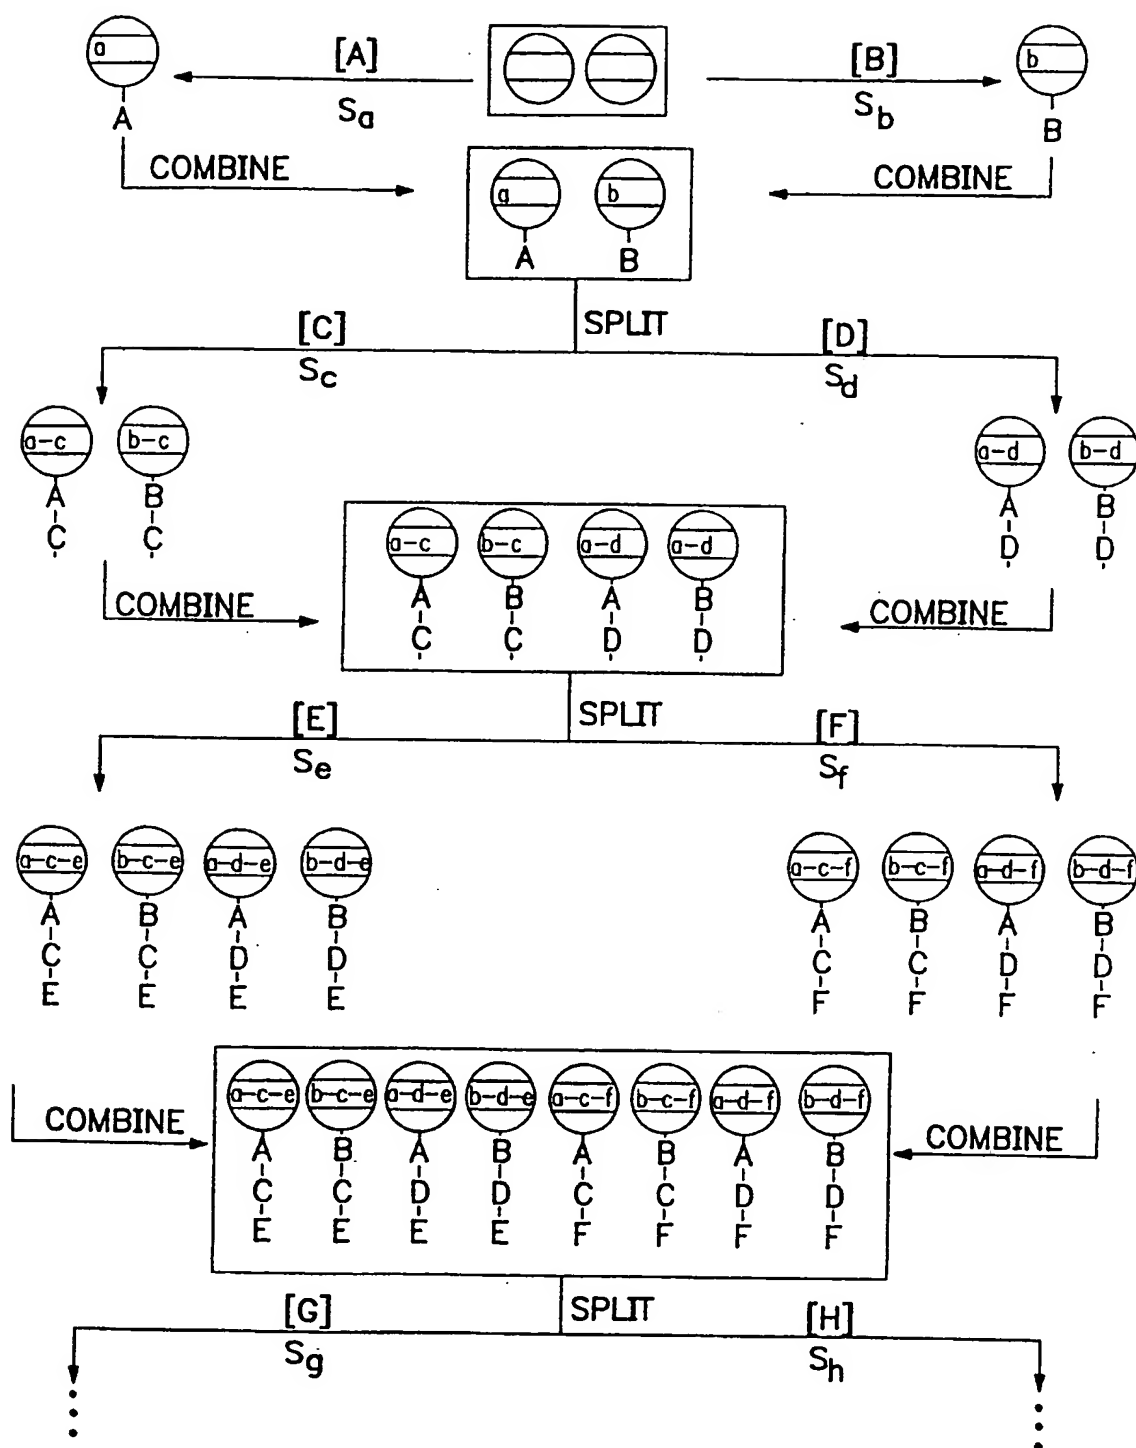 a [A] [B] b
Sa Sb
A B
COMBINE COMBINE
a b
A B
SPLIT
[C] [D]
Sc Sd
a-c b-c a-d b-d
A B A B
C C D D
a-c b-c a-d a-d
A B A B
C C D D
COMBINE COMBINE
SPLIT
[E] [F]
Se Sf
a-c-e b-c-e a-d-e b-d-e a-c-f b-c-f a-d-f b-d-f
A B A B A B A B
C C D D C C D D
E E E E F F F F
a-c-e b-c-e a-d-e b-d-e a-c-f b-c-f a-d-f b-d-f
COMBINE COMBINE
A B A B A B A B
C C D D C C D D
E E E E F F F F
SPLIT
[G] [H]
Sg Sh